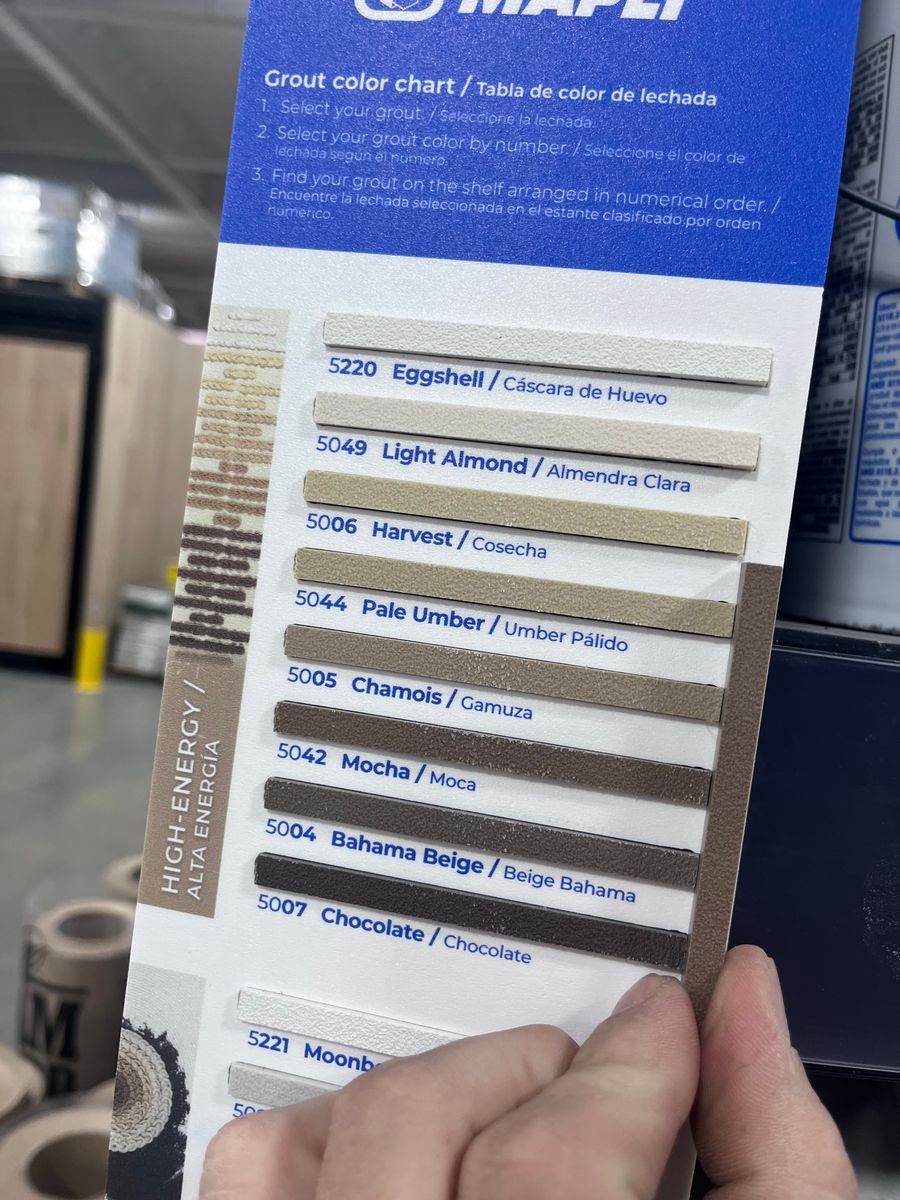 MAPEI
Grout color chart / Tabla de color de lechada
1. Select your grout. / Seleccione la lechada.
2. Select your grout color by number. / Seleccione el color de
lechada según el número.
3. Find your grout on the shelf arranged in numerical order. /
Encuentre la lechada seleccionada en el estante clasificado por orden
númerico.
5220 Eggshell / Cáscara de Huevo
5049 Light Almond / Almendra Clara
5006 Harvest / Cosecha
5044 Pale Umber / Umber Pálido
5005 Chamois / Gamuza
5042 Mocha / Moca
5004 Bahama Beige / Beige Bahama
5007 Chocolate / Chocolate
HIGH-ENERGY /
ALTA ENERGÍA
5221 Moonb
50
M